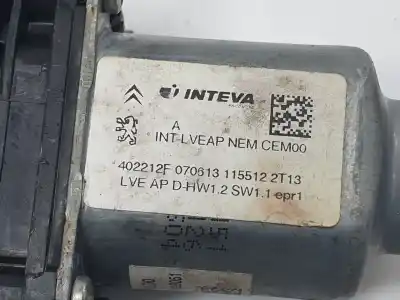 INTEVA
A
INT LVEAP NEM CEM00
402212F 070613 115512 2T13
LVE AP D-HW1.2 SW1.1 epr1